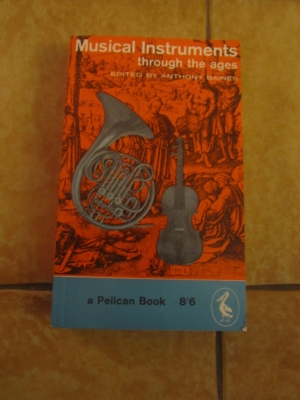 Musical Instruments
through the ages
EDITED BY ANTHONY BAINES
a Pelican Book 8'6